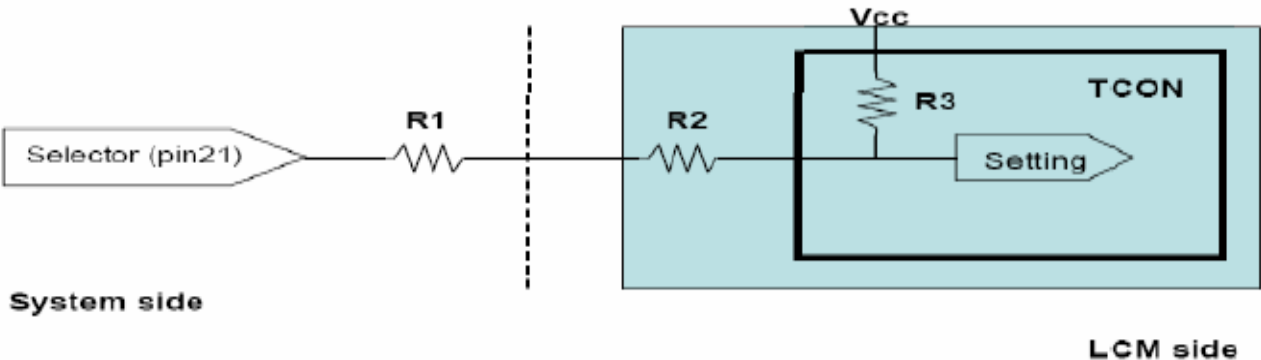 Vcc
TCON
R3
R1
R2
Selector (pin21)
Setting
System side
LCM side